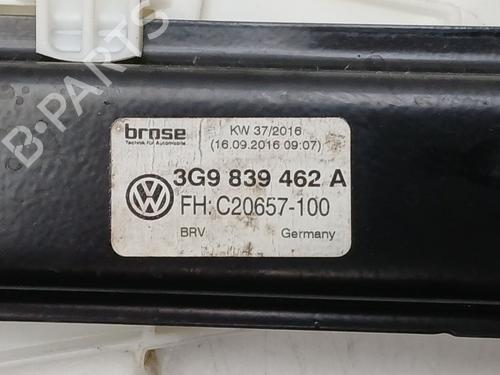 brose
Technik für Automobile
KW 37/2016
(16.09.2016 09:07)
3G9 839 462 A
FH: C20657-100
BRV Germany
B-PARTS